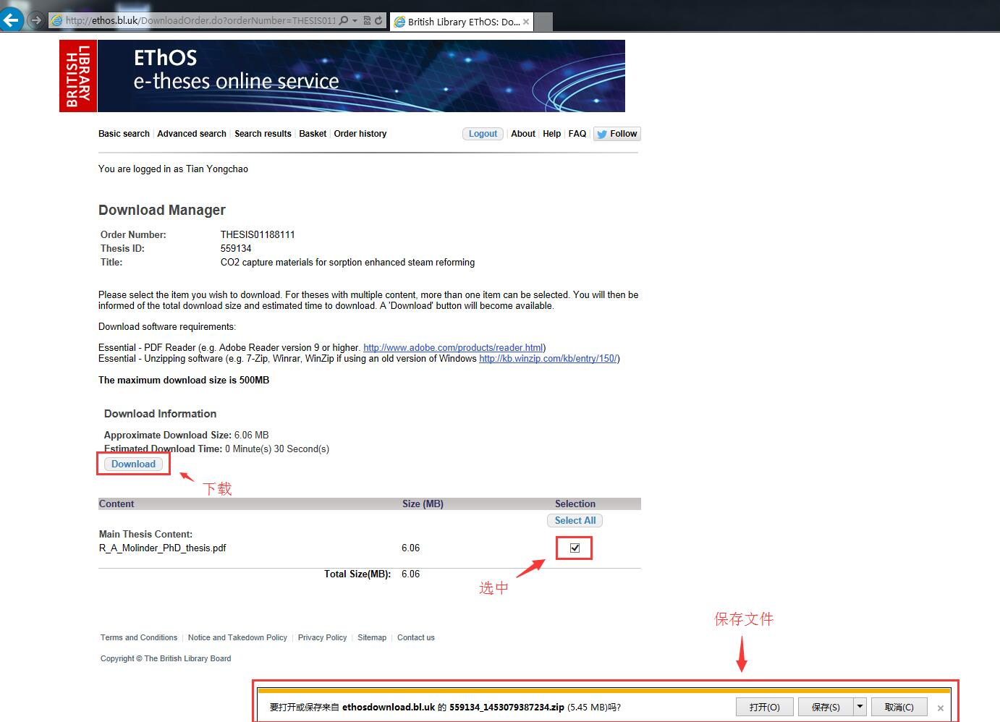 http://ethos.bl.uk/DownloadOrder.do?orderNumber=THESIS011
British Library EThOS: Do...
BRITISH LIBRARY
EThOS
e-theses online service
Basic search Advanced search Search results Basket Order history Logout About Help FAQ Follow
You are logged in as Tian Yongchao
Download Manager
Order Number: THESIS01188111
Thesis ID: 559134
Title: CO2 capture materials for sorption enhanced steam reforming
Please select the item you wish to download. For theses with multiple content, more than one item can be selected. You will then be
informed of the total download size and estimated time to download. A 'Download' button will become available.
Download software requirements:
Essential - PDF Reader (e.g. Adobe Reader version 9 or higher. http://www.adobe.com/products/reader.html)
Essential - Unzipping software (e.g. 7-Zip, Winrar, WinZip if using an old version of Windows http://kb.winzip.com/kb/entry/150/)
The maximum download size is 500MB
Download Information
Approximate Download Size: 6.06 MB
Estimated Download Time: 0 Minute(s) 30 Second(s)
Download
下载
Content Size (MB) Selection
Select All
Main Thesis Content:
R_A_Molinder_PhD_thesis.pdf 6.06
Total Size(MB): 6.06
选中
保存文件
Terms and Conditions Notice and Takedown Policy Privacy Policy Sitemap Contact us
Copyright © The British Library Board
要打开或保存来自 ethosdownload.bl.uk 的 559134_1453079387234.zip (5.45 MB)吗?
打开(O) 保存(S) 取消(C)